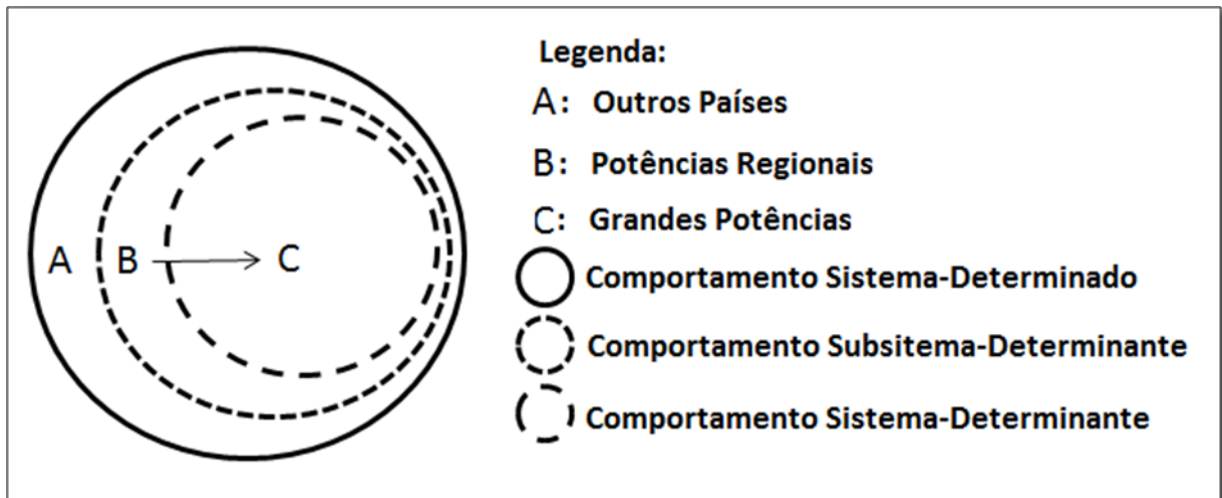 Legenda:
A: Outros Países
B: Potências Regionais
C: Grandes Potências
A B C
Comportamento Sistema-Determinado
Comportamento Subsitema-Determinante
Comportamento Sistema-Determinante